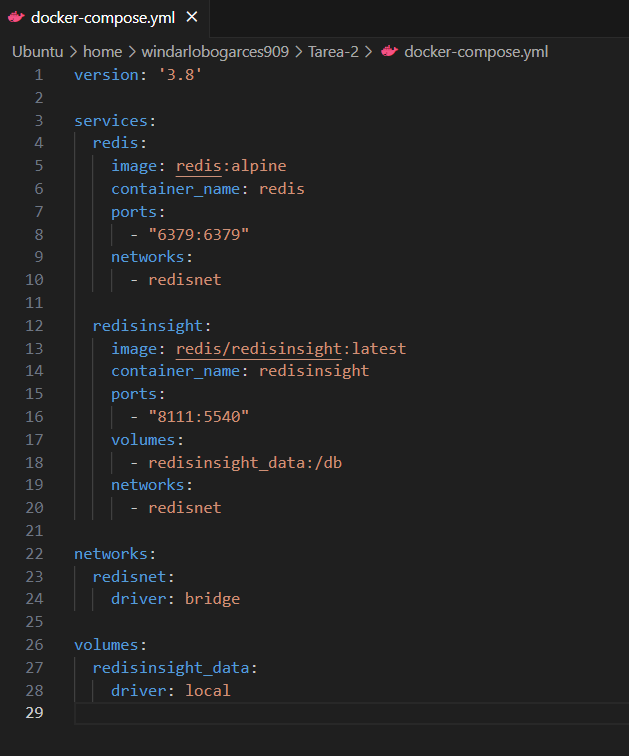 docker-compose.yml ×
Ubuntu > home > windarlobogarces909 > Tarea-2 > docker-compose.yml
1 version: '3.8'
2
3 services:
4   redis:
5     image: redis:alpine
6     container_name: redis
7     ports:
8       - "6379:6379"
9     networks:
10       - redisnet
11
12   redisinsight:
13     image: redis/redisinsight:latest
14     container_name: redisinsight
15     ports:
16       - "8111:5540"
17     volumes:
18       - redisinsight_data:/db
19     networks:
20       - redisnet
21
22 networks:
23   redisnet:
24     driver: bridge
25
26 volumes:
27   redisinsight_data:
28     driver: local
29